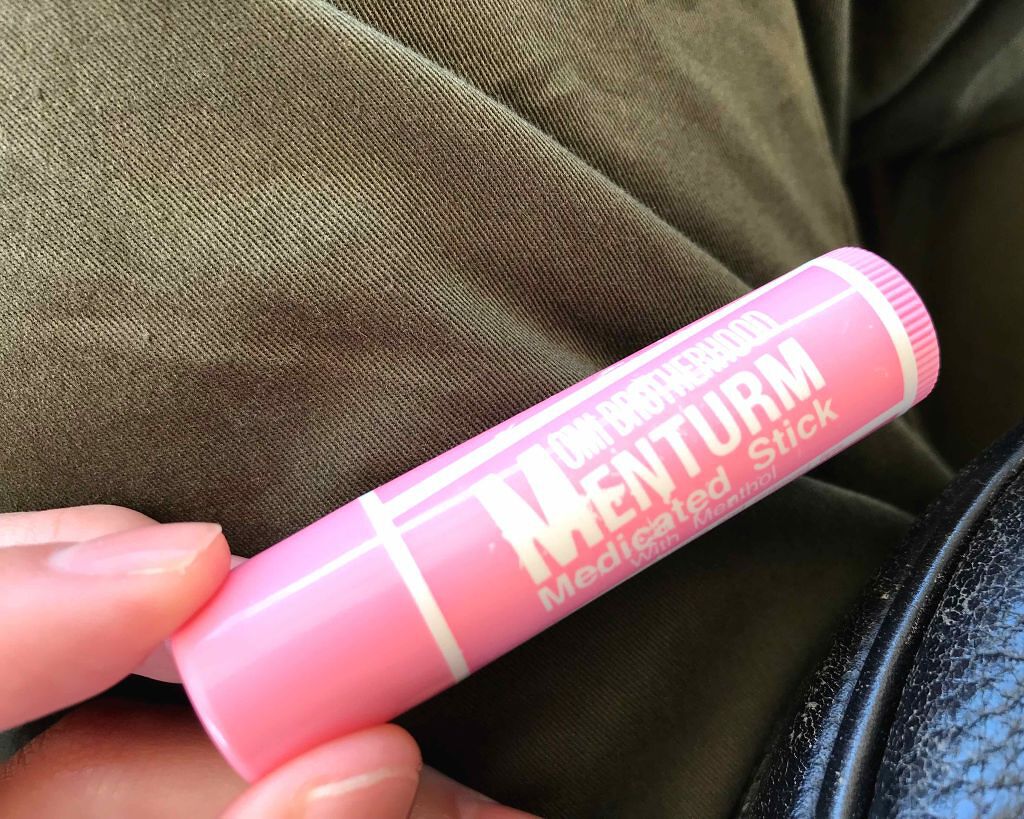 OMI BROTHERHOOD
MENTURM
Medicated Stick
With Menthol